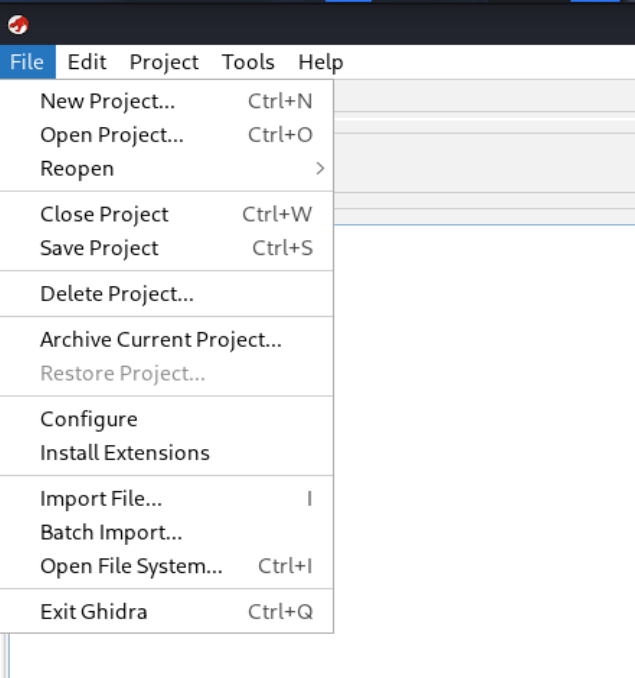 File Edit Project Tools Help
New Project... Ctrl+N
Open Project... Ctrl+O
Reopen
Close Project Ctrl+W
Save Project Ctrl+S
Delete Project...
Archive Current Project...
Restore Project...
Configure
Install Extensions
Import File... I
Batch Import...
Open File System... Ctrl+I
Exit Ghidra Ctrl+Q